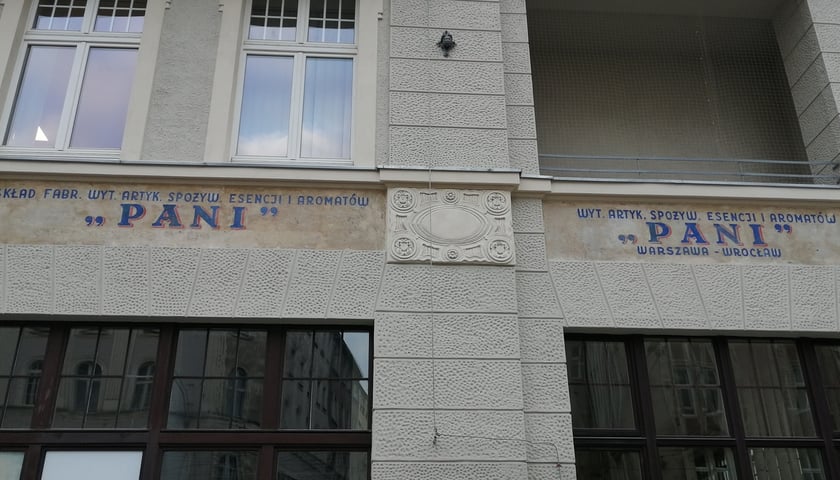 SKŁAD FABR. WYT. ARTYK. SPOŻYW. ESENCJI I AROMATÓW
„PANI”
WYT. ARTYK. SPOŻYW. ESENCJI I AROMATÓW
„PANI”
WARSZAWA - WROCŁAW